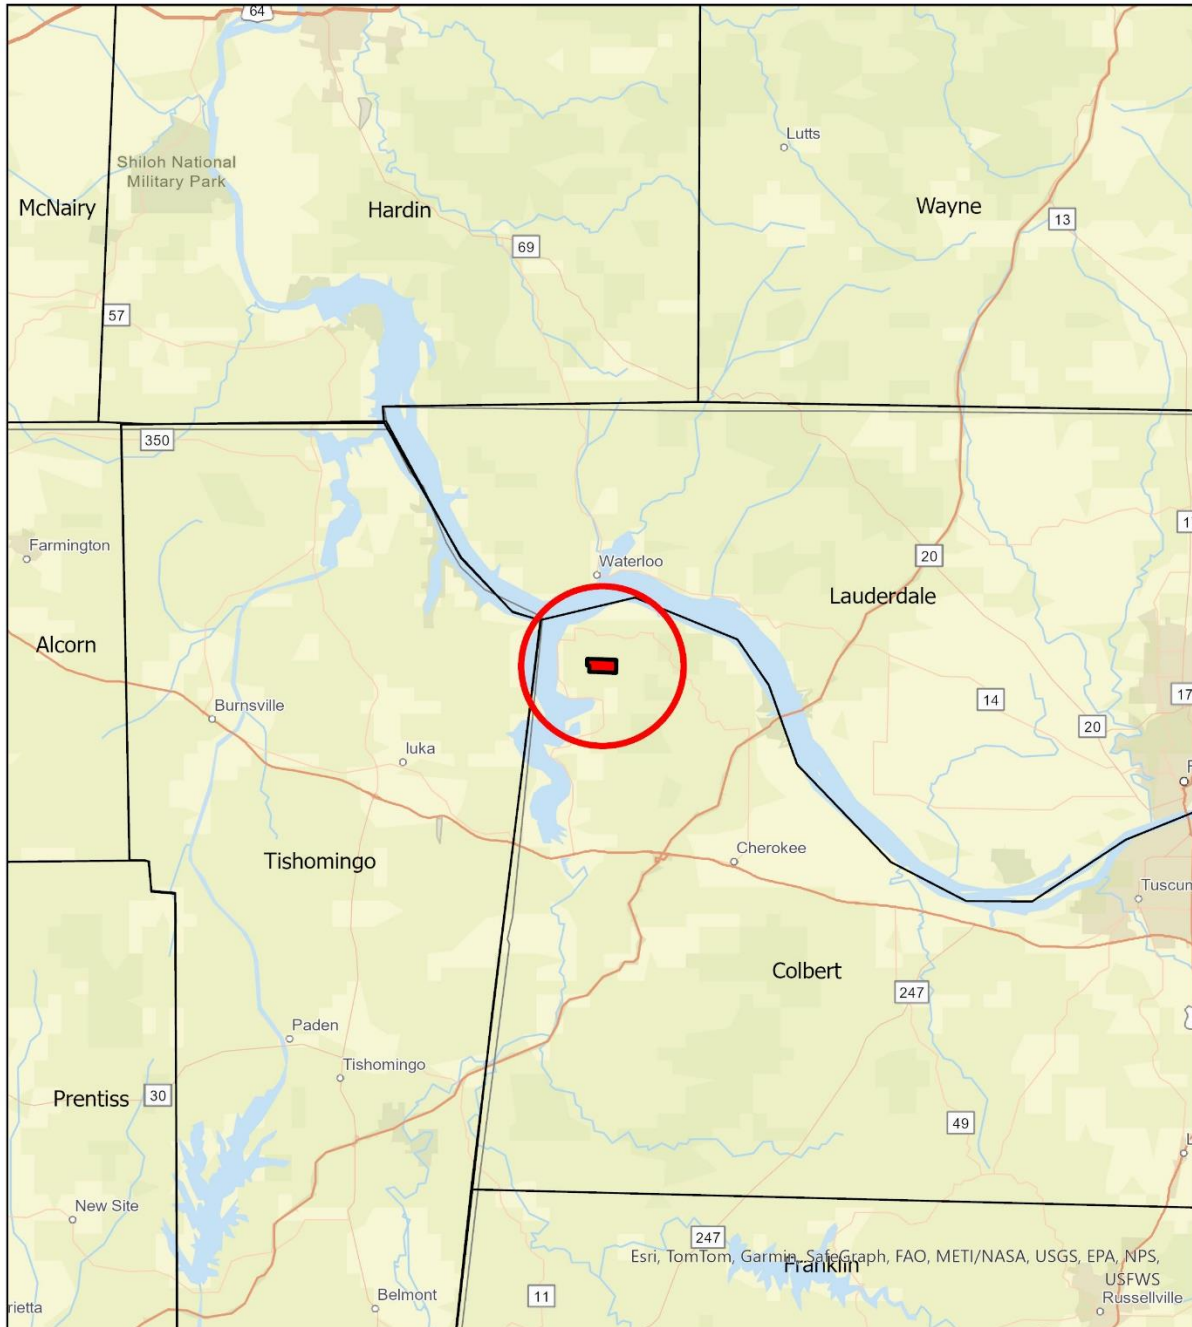 64
Lutts
Shiloh National
Military Park
McNairy
Hardin
Wayne
13
69
57
350
Farmington
Waterloo
20
Lauderdale
Alcorn
17
14
Burnsville
20
Iuka
Tishomingo
Cherokee
Tuscun
Colbert
247
Paden
Tishomingo
Prentiss
30
49
New Site
247
Esri, TomTom, Garmin, SafeGraph, FAO, METI/NASA, USGS, EPA, NPS,
USFWS
Franklin
11
Belmont
rietta
Russellville